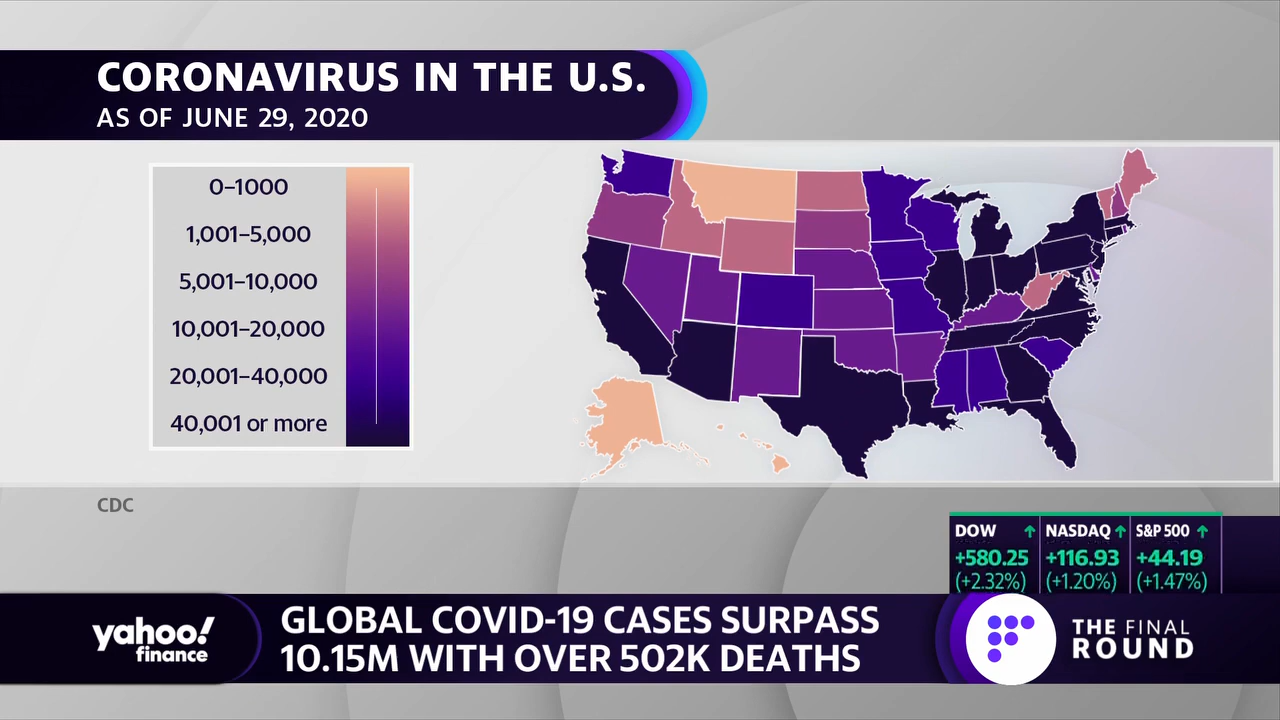 CORONAVIRUS IN THE U.S.
AS OF JUNE 29, 2020
0–1000
1,001–5,000
5,001–10,000
10,001–20,000
20,001–40,000
40,001 or more
CDC
DOW NASDAQ S&P 500
+580.25 +116.93 +44.19
(+2.32%) (+1.20%) (+1.47%)
yahoo!
finance
GLOBAL COVID-19 CASES SURPASS
10.15M WITH OVER 502K DEATHS
THE FINAL
ROUND